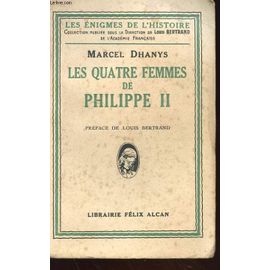 LES ÉNIGMES DE L'HISTOIRE
COLLECTION PUBLIÉE SOUS LA DIRECTION DE LOUIS BERTRAND
DE L'ACADÉMIE FRANÇAISE
MARCEL DHANYS
LES QUATRE FEMMES
DE
PHILIPPE II
PRÉFACE DE LOUIS BERTRAND
LIBRAIRIE FÉLIX ALCAN